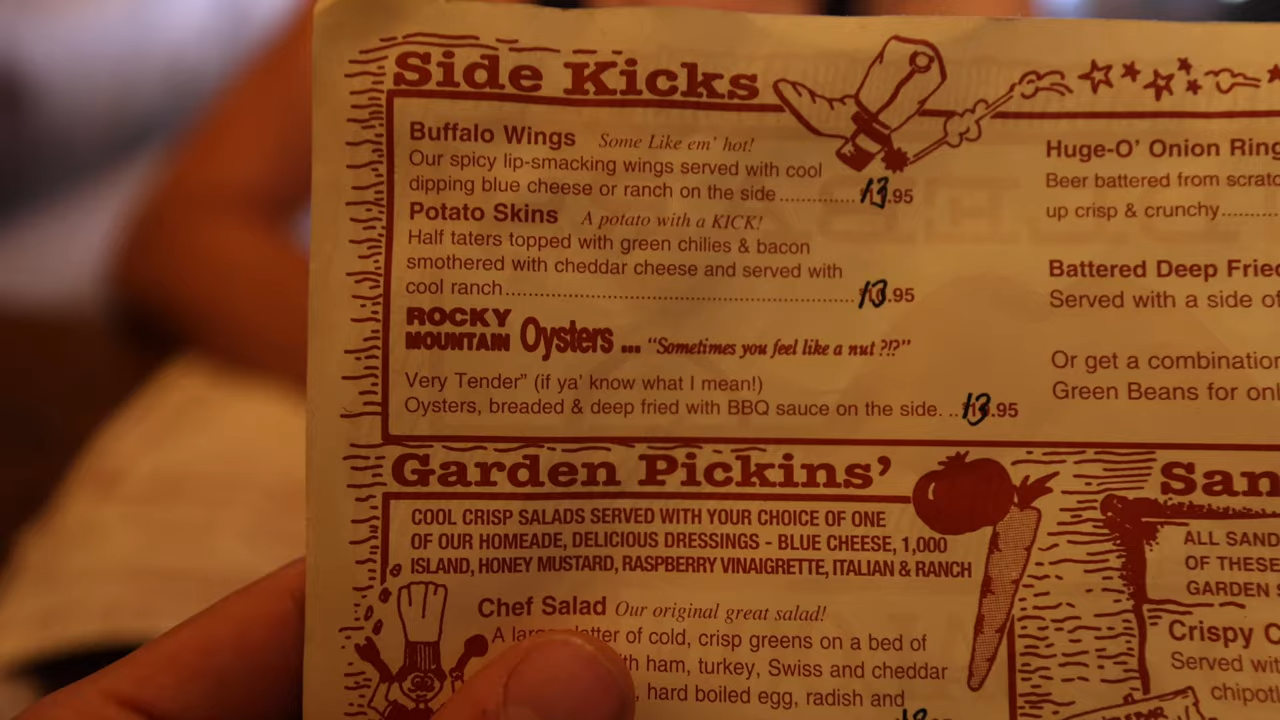 Side Kicks
Buffalo Wings Some Like em' hot!
Our spicy lip-smacking wings served with cool
dipping blue cheese or ranch on the side.............. 13.95
Potato Skins A potato with a KICK!
Half taters topped with green chilies & bacon
smothered with cheddar cheese and served with
cool ranch.............................................................. 13.95
ROCKY MOUNTAIN Oysters ... "Sometimes you feel like a nut ?!?"
Very Tender" (if ya' know what I mean!)
Oysters, breaded & deep fried with BBQ sauce on the side. .. 13.95
Huge-O' Onion Ring
Beer battered from scratc
up crisp & crunchy.........
Battered Deep Fried
Served with a side of
Or get a combination
Green Beans for onl
Garden Pickins'
COOL CRISP SALADS SERVED WITH YOUR CHOICE OF ONE
OF OUR HOMEADE, DELICIOUS DRESSINGS - BLUE CHEESE, 1,000
ISLAND, HONEY MUSTARD, RASPBERRY VINAIGRETTE, ITALIAN & RANCH
Chef Salad Our original great salad!
A of cold, crisp greens on a bed of
ham, turkey, Swiss and cheddar
, hard boiled egg, radish and
San
ALL SAND
OF THESE
GARDEN S
Crispy C
Served wit
chipotl